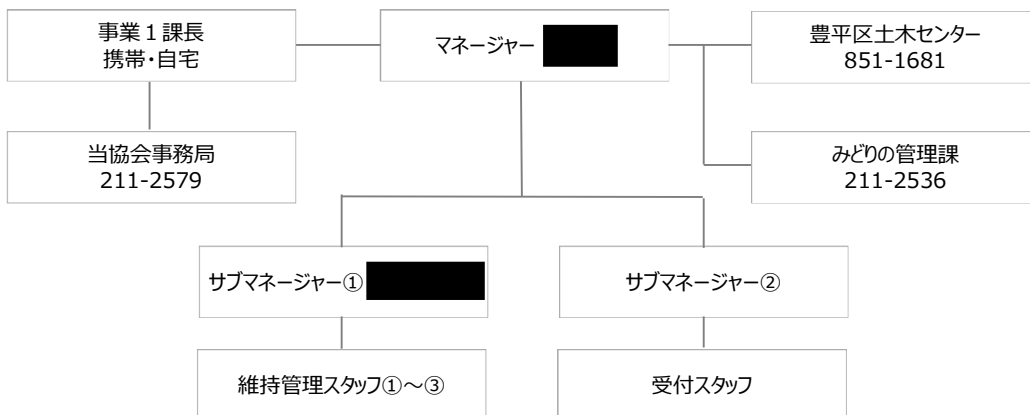 事業１課長
携帯・自宅
マネージャー
豊平区土木センター
851-1681
当協会事務局
211-2579
みどりの管理課
211-2536
サブマネージャー①
サブマネージャー②
維持管理スタッフ①～③
受付スタッフ